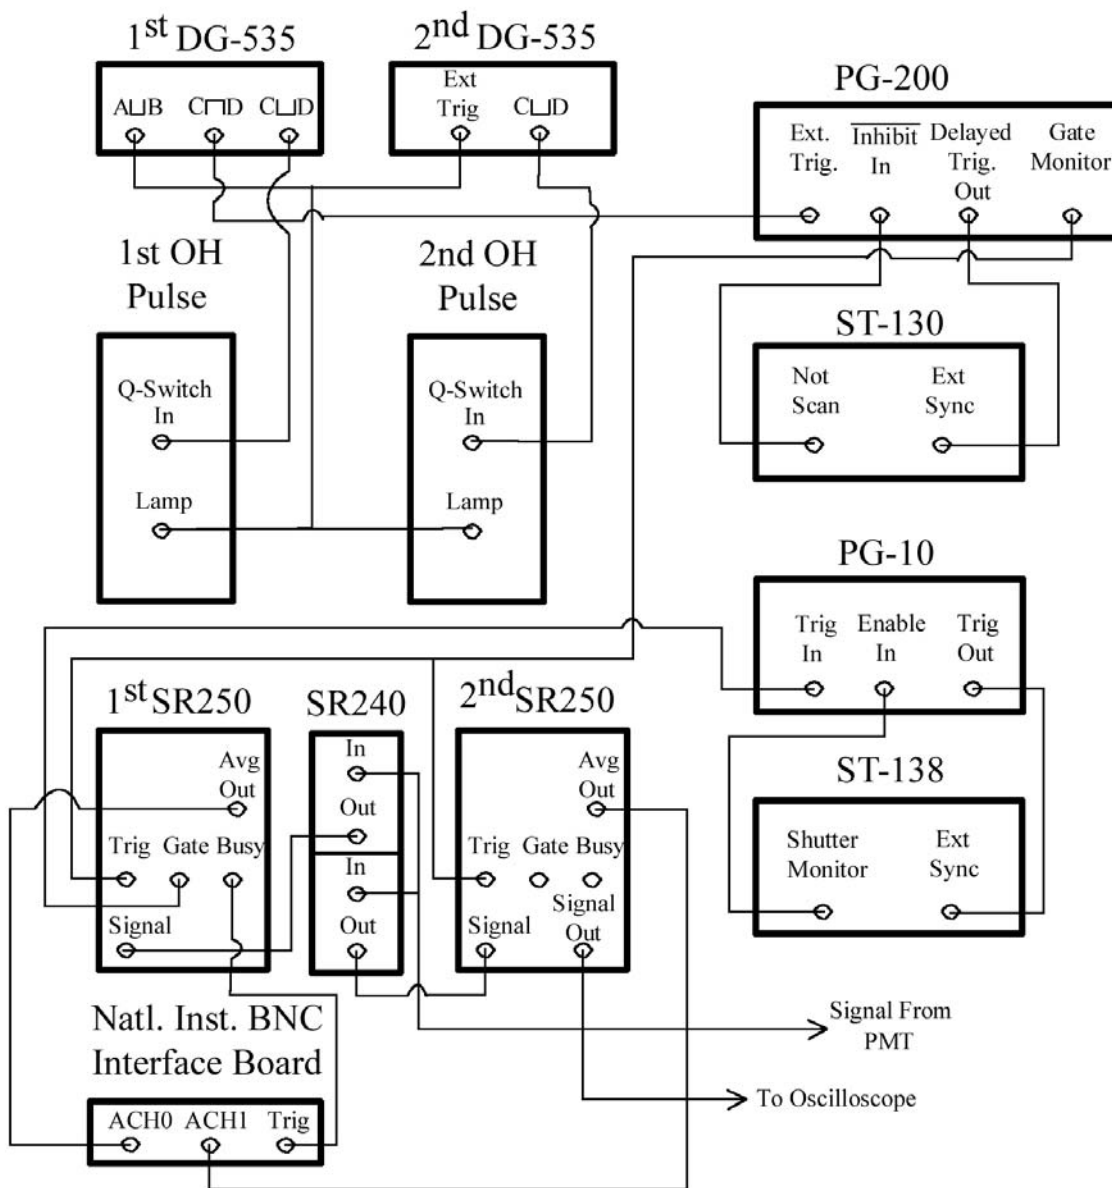 1st DG-535
2nd DG-535
PG-200
A⊔B C⊓D C⊔D
Ext
Trig
C⊔D
Ext.
Trig.
Inhibit
In
Delayed
Trig.
Out
Gate
Monitor
1st OH
Pulse
2nd OH
Pulse
ST-130
Q-Switch
In
Lamp
Q-Switch
In
Lamp
Not
Scan
Ext
Sync
PG-10
Trig
In
Enable
In
Trig
Out
1st SR250
SR240
2nd SR250
ST-138
Avg
Out
Trig Gate Busy
Signal
In
Out
In
Out
Avg
Out
Trig Gate Busy
Signal
Signal
Out
Shutter
Monitor
Ext
Sync
Natl. Inst. BNC
Interface Board
Signal From
PMT
To Oscilloscope
ACH0 ACH1 Trig